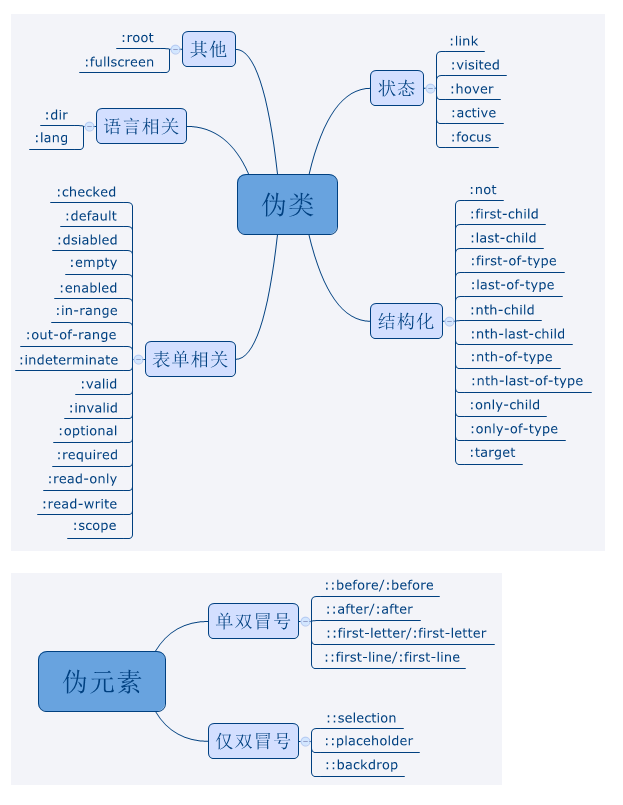 伪类
其他
:root
:fullscreen
语言相关
:dir
:lang
表单相关
:checked
:default
:dsiabled
:empty
:enabled
:in-range
:out-of-range
:indeterminate
:valid
:invalid
:optional
:required
:read-only
:read-write
:scope
状态
:link
:visited
:hover
:active
:focus
结构化
:not
:first-child
:last-child
:first-of-type
:last-of-type
:nth-child
:nth-last-child
:nth-of-type
:nth-last-of-type
:only-child
:only-of-type
:target
伪元素
单双冒号
::before/:before
::after/:after
::first-letter/:first-letter
::first-line/:first-line
仅双冒号
::selection
::placeholder
::backdrop